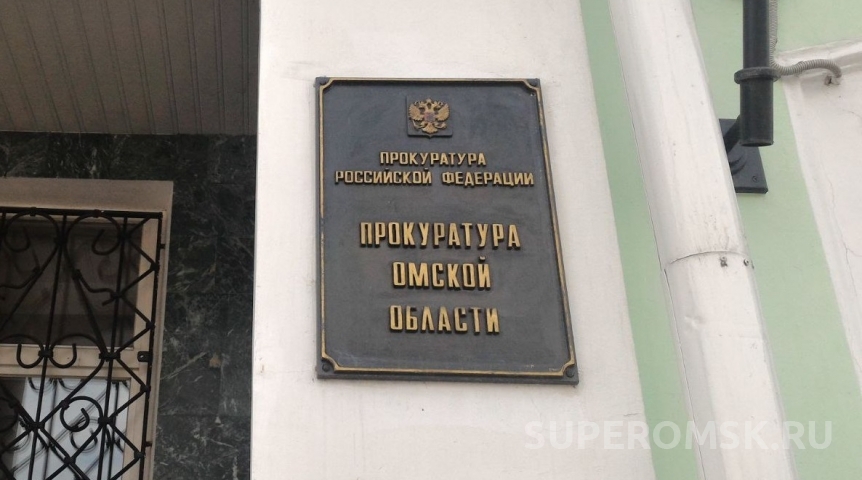 ПРОКУРАТУРА
РОССИЙСКОЙ ФЕДЕРАЦИИ
ПРОКУРАТУРА
ОМСКОЙ
ОБЛАСТИ
SUPEROMSK.RU